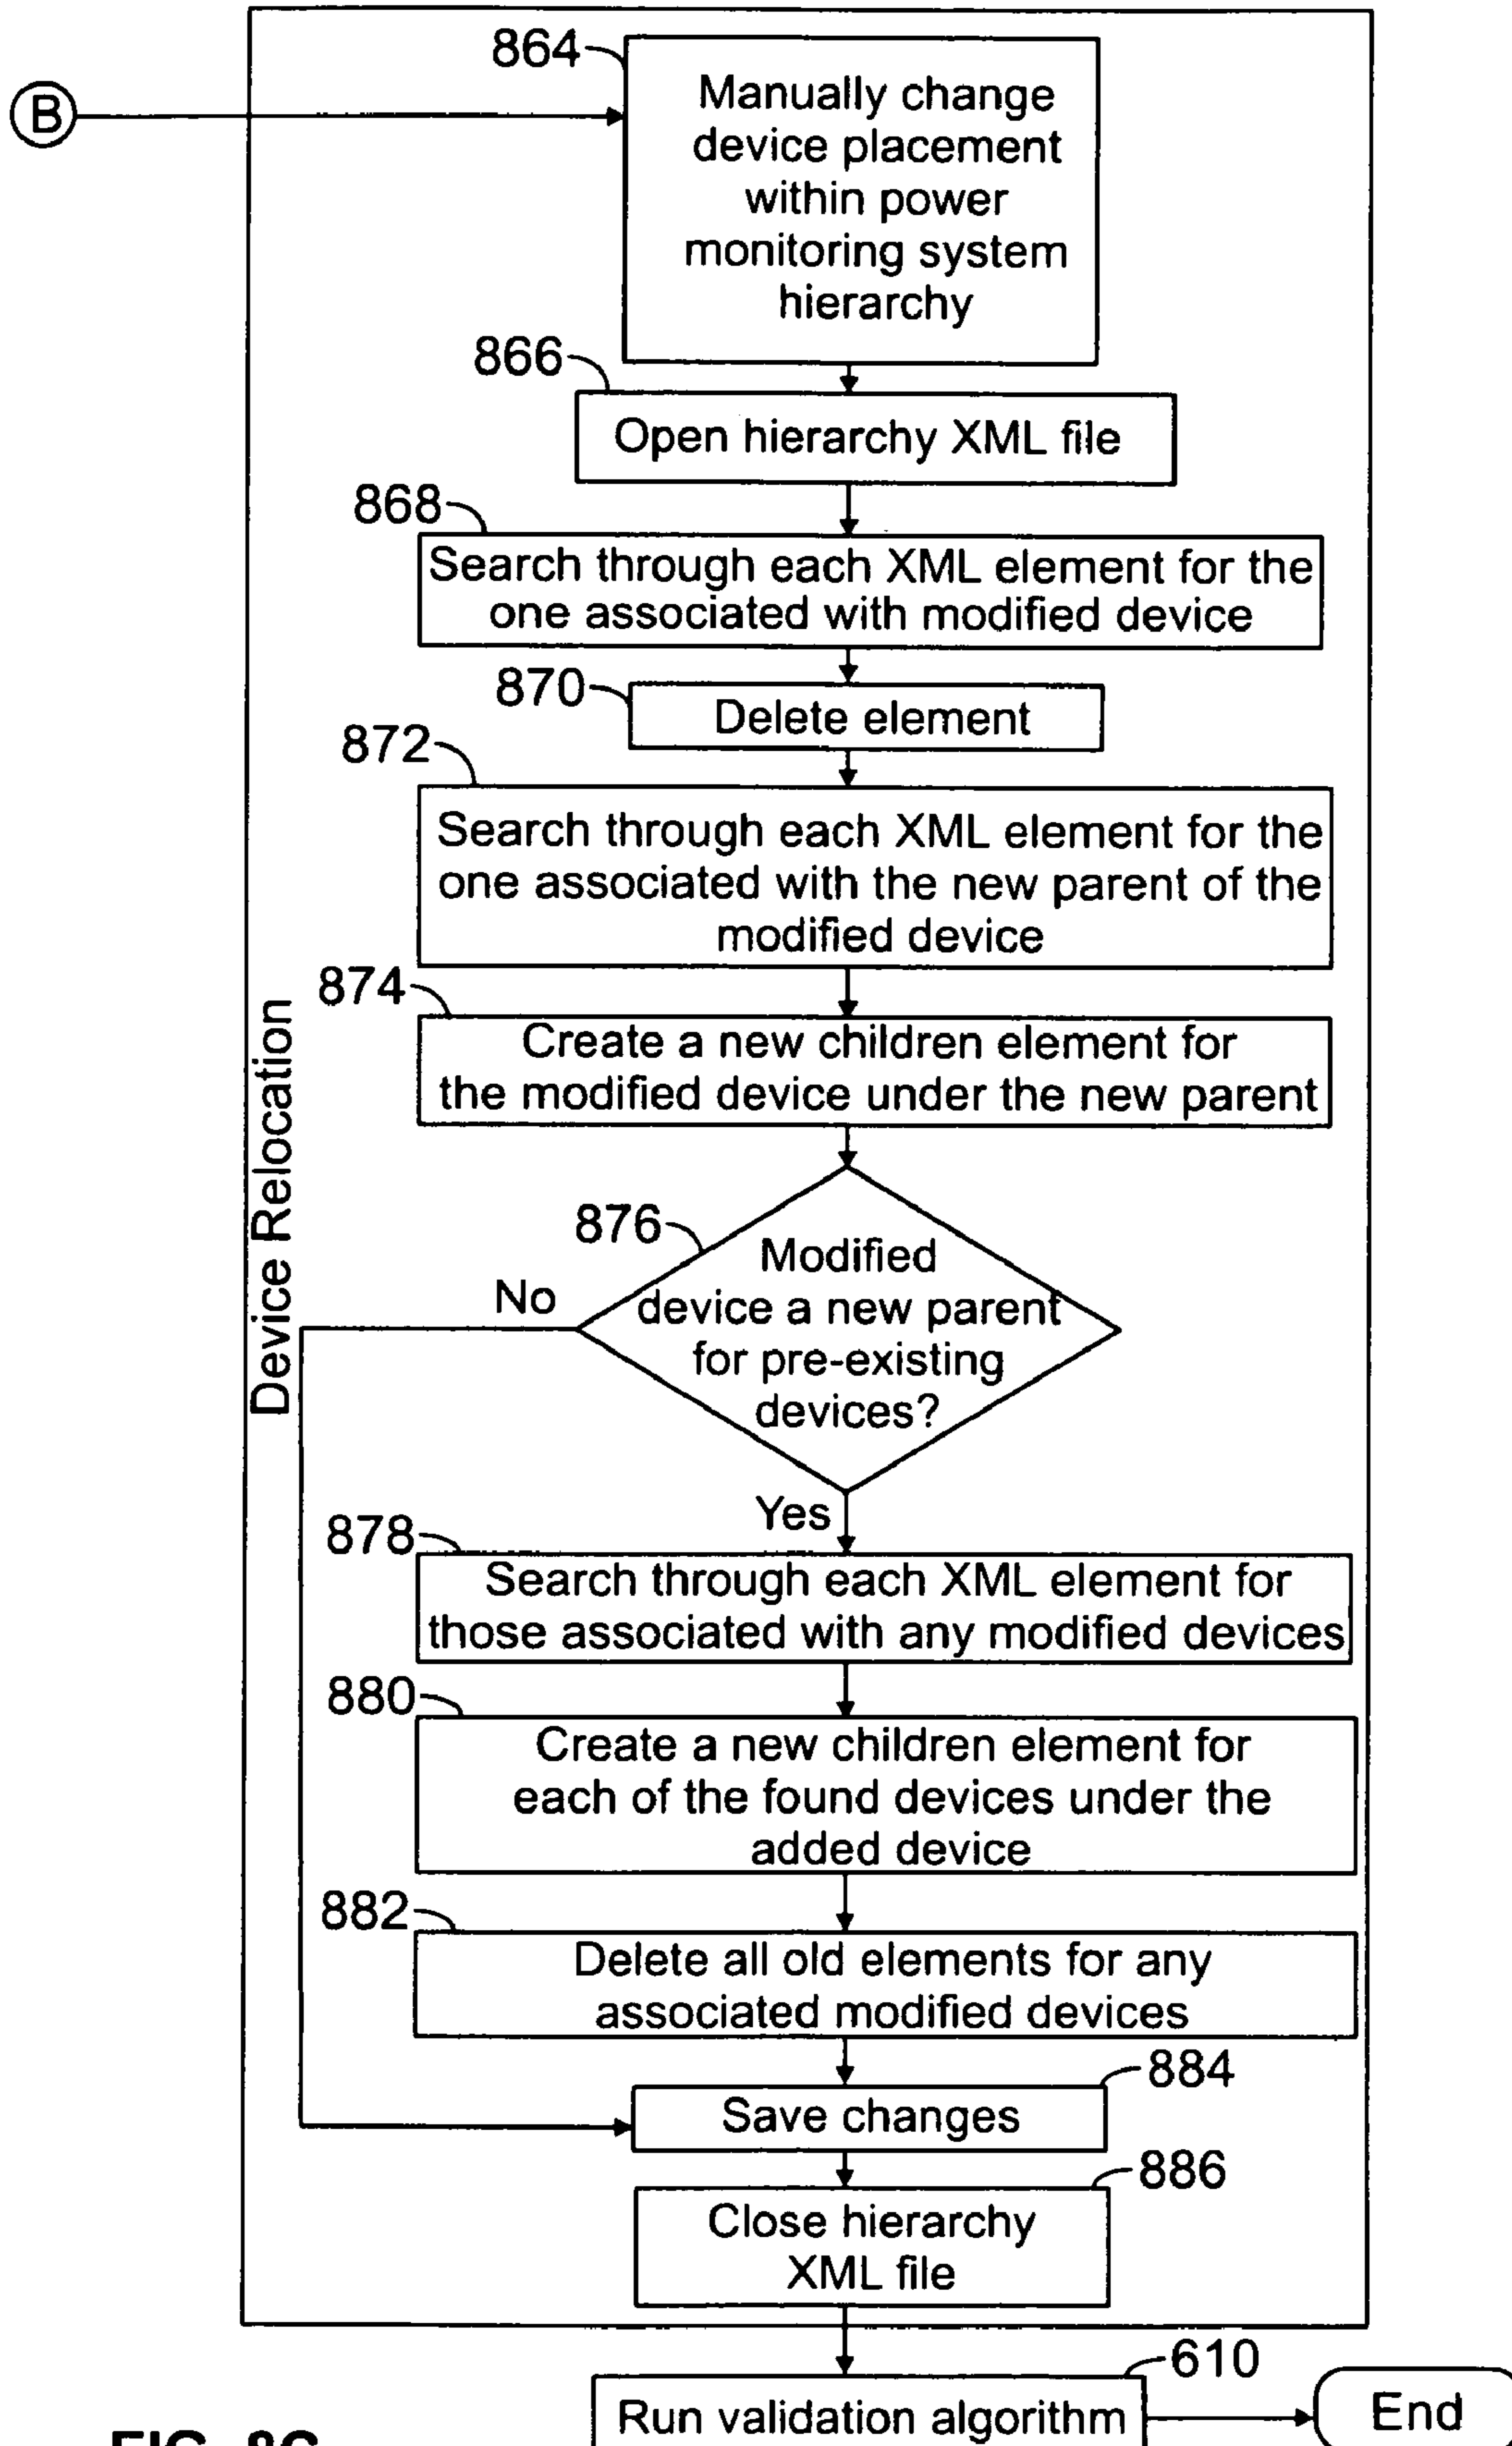 864
B
Manually change
device placement
within power
monitoring system
hierarchy
866
Open hierarchy XML file
868
Search through each XML element for the
one associated with modified device
870
Delete element
872
Search through each XML element for the
one associated with the new parent of the
modified device
874
Create a new children element for
the modified device under the new parent
Device Relocation
876
Modified
device a new parent
for pre-existing
devices?
No
Yes
878
Search through each XML element for
those associated with any modified devices
880
Create a new children element for
each of the found devices under the
added device
882
Delete all old elements for any
associated modified devices
884
Save changes
886
Close hierarchy
XML file
610
Run validation algorithm
End
FIG. 8C